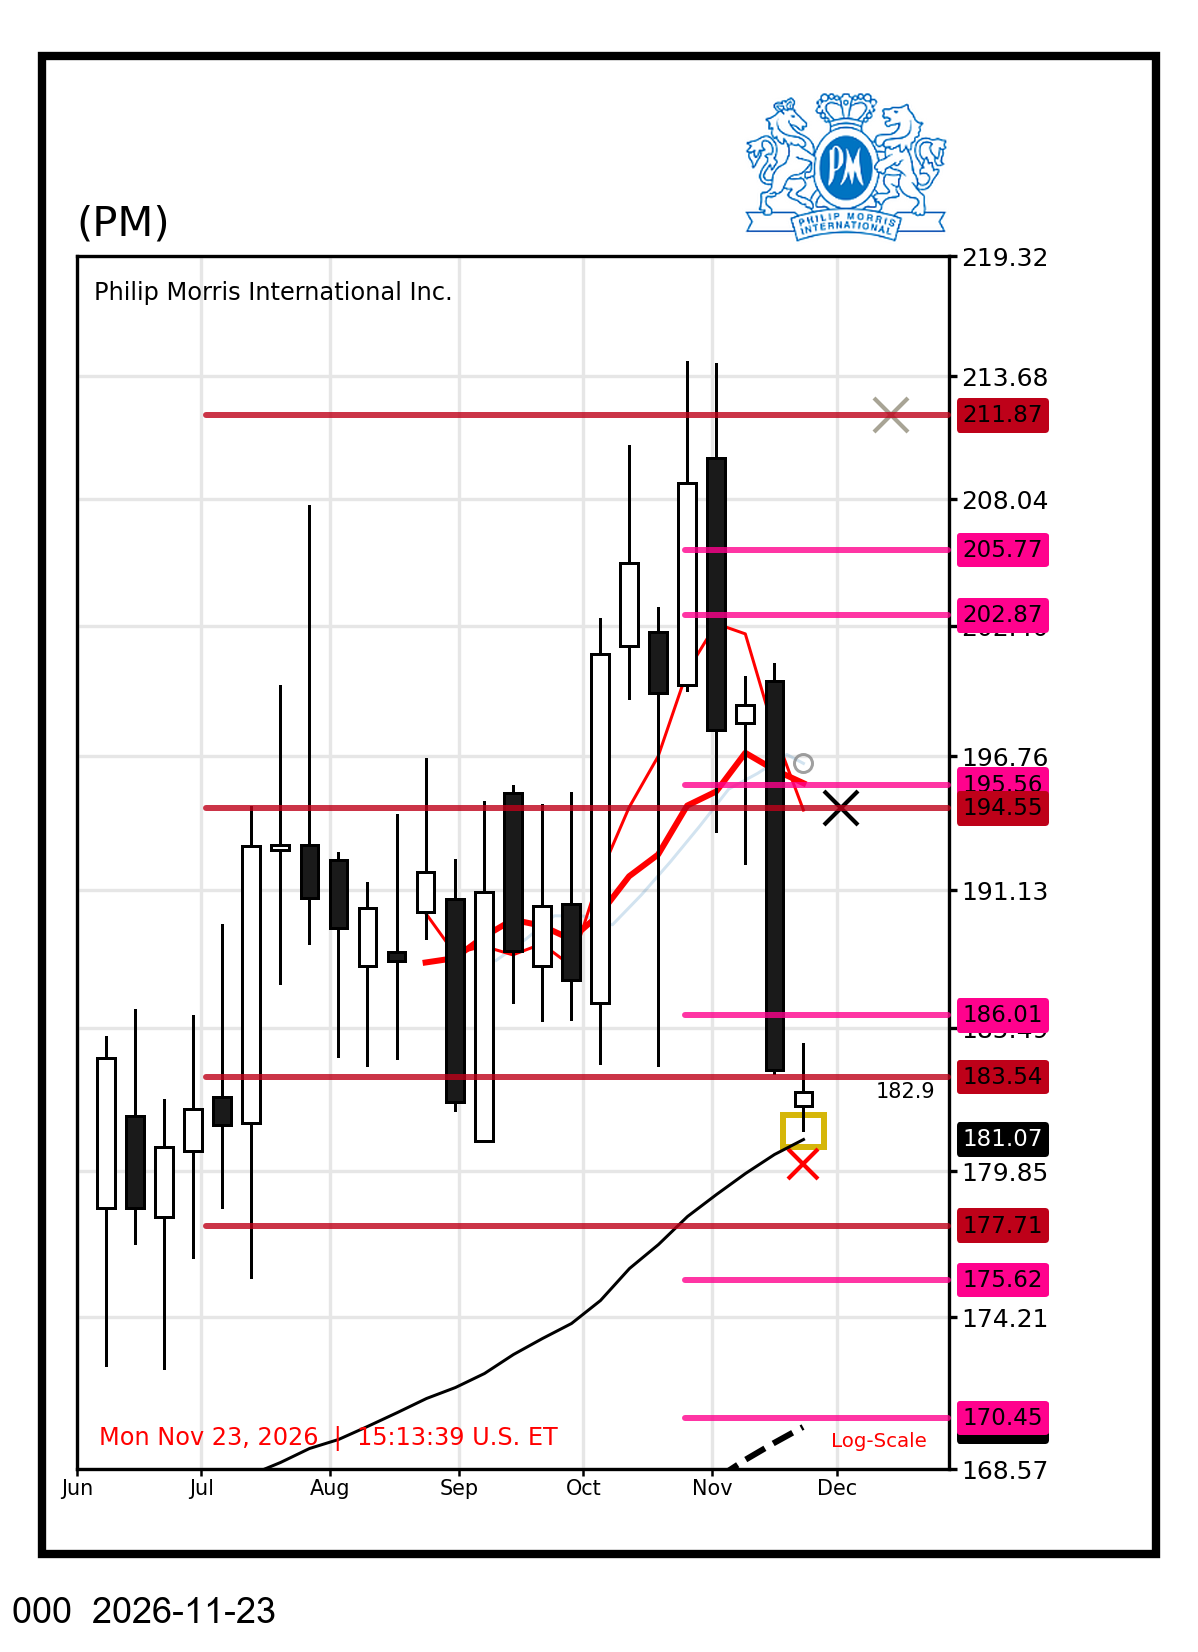 PM
PHILIP MORRIS
INTERNATIONAL
(PM)
Philip Morris International Inc.
219.32
213.68
211.87
208.04
205.77
202.87
196.76
195.56
194.55
191.13
186.01
183.54
182.9
181.07
179.85
177.71
175.62
174.21
170.45
Mon Nov 23, 2026 | 15:13:39 U.S. ET
Log-Scale
168.57
Jun Jul Aug Sep Oct Nov Dec
000 2026-11-23